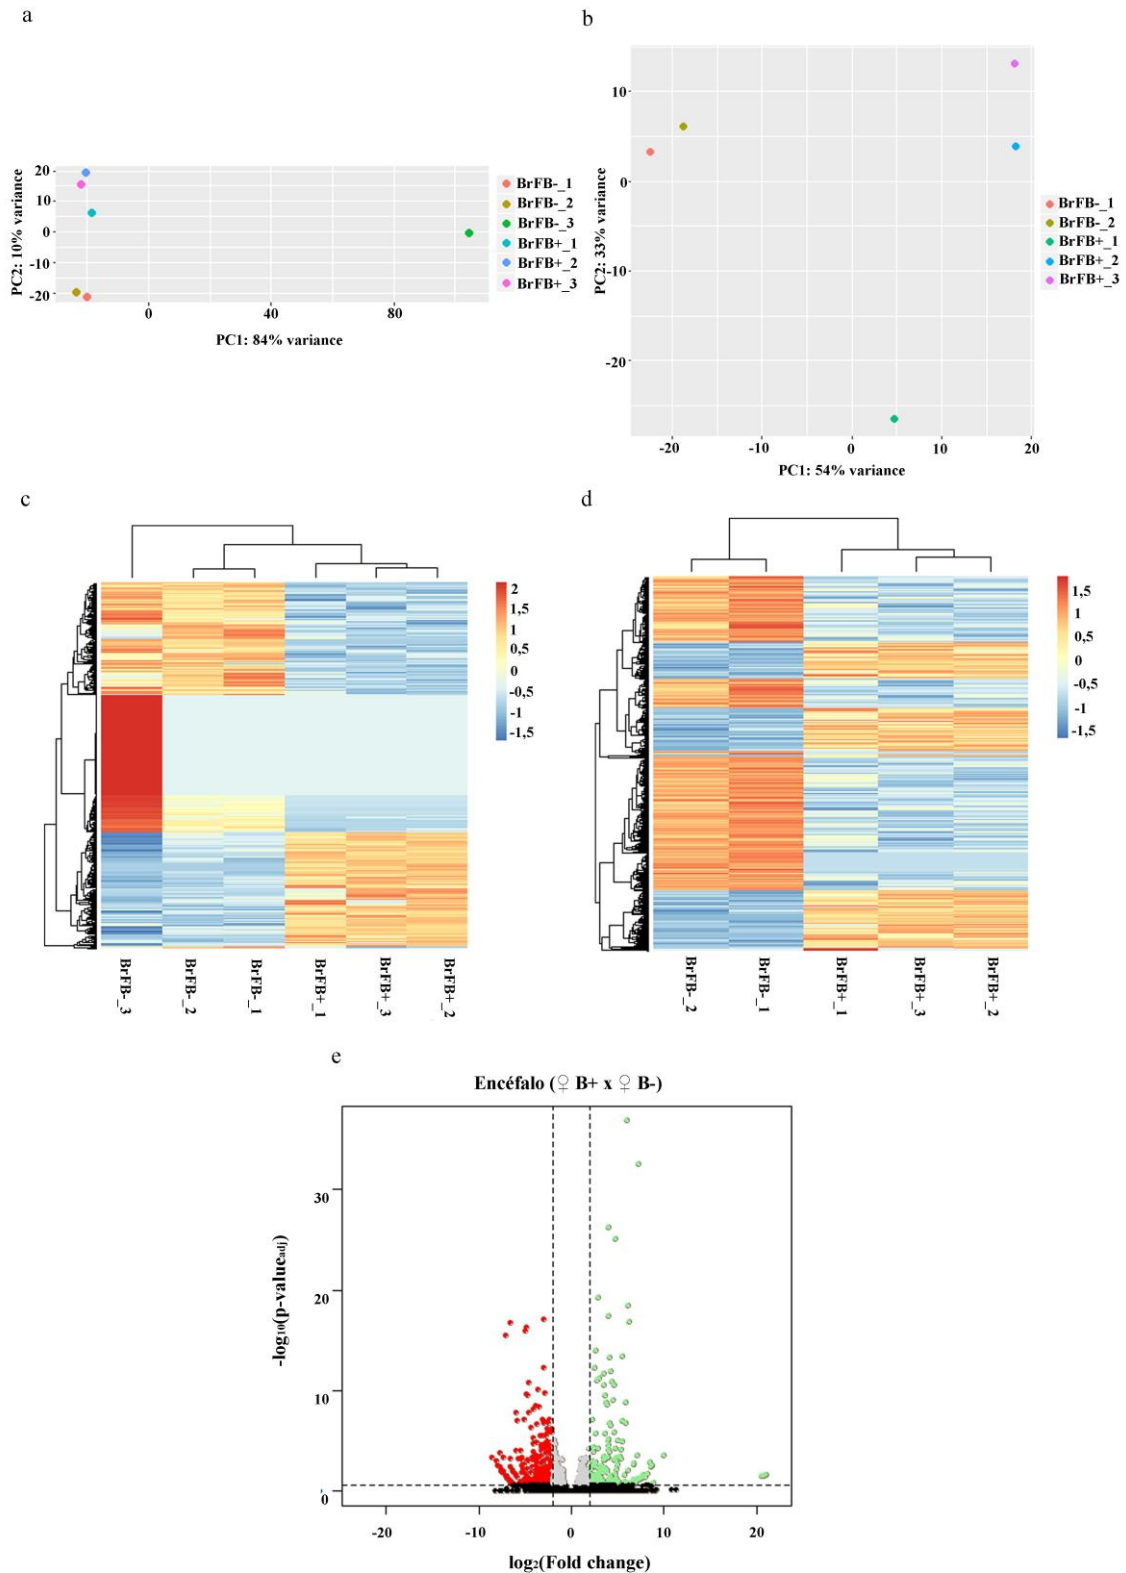 a
b
20
10
0
-10
-20
PC2: 10% variance
0
40
80
PC1: 84% variance
BrFB-_1
BrFB-_2
BrFB-_3
BrFB+_1
BrFB+_2
BrFB+_3
10
0
-10
-20
PC2: 33% variance
-20
-10
0
10
20
PC1: 54% variance
BrFB-_1
BrFB-_2
BrFB+_1
BrFB+_2
BrFB+_3
c
d
2
1,5
1
0,5
0
-0,5
-1
-1,5
BrFB-_3
BrFB-_2
BrFB-_1
BrFB+_1
BrFB+_3
BrFB+_2
1,5
1
0,5
0
-0,5
-1
-1,5
BrFB-_2
BrFB-_1
BrFB+_1
BrFB+_3
BrFB+_2
e
Encéfalo (♀ B+ x ♀ B-)
30
20
10
0
-log₁₀(p-valueadj)
-20
-10
0
10
20
log₂(Fold change)